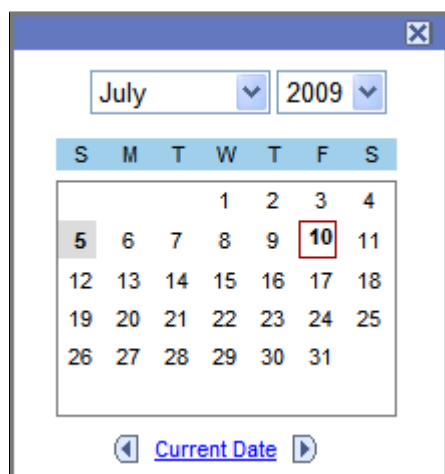 July 2009
S M T W T F S
1 2 3 4
5 6 7 8 9 10 11
12 13 14 15 16 17 18
19 20 21 22 23 24 25
26 27 28 29 30 31
Current Date